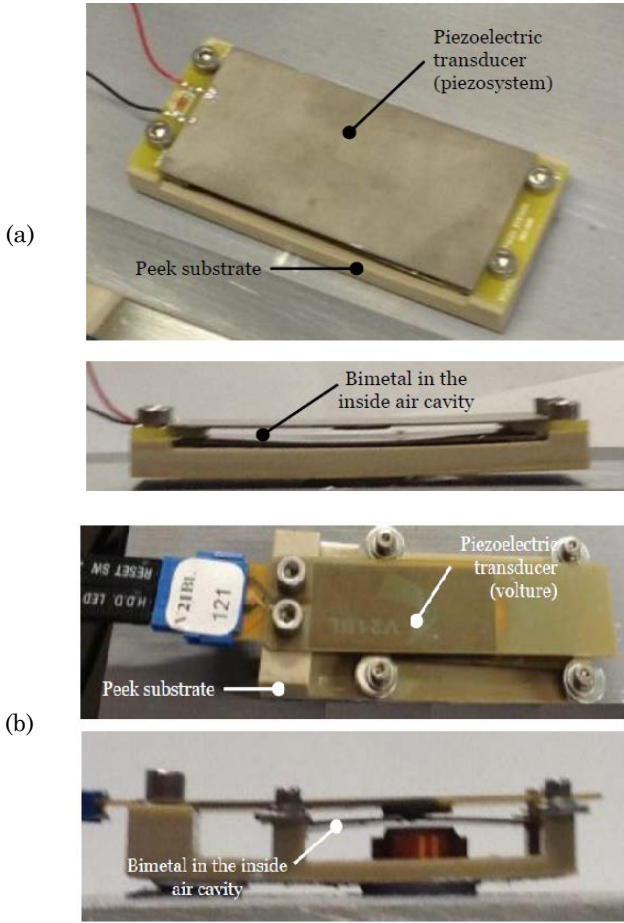 Piezoelectric
transducer
(piezosystem)
(a)
Peek substrate
Bimetal in the
inside air cavity
RESET SW
H.D.D. LED
V21BL
121
V21BL
Piezoelectric
transducer
(volture)
Peek substrate
(b)
Bimetal in the inside
air cavity